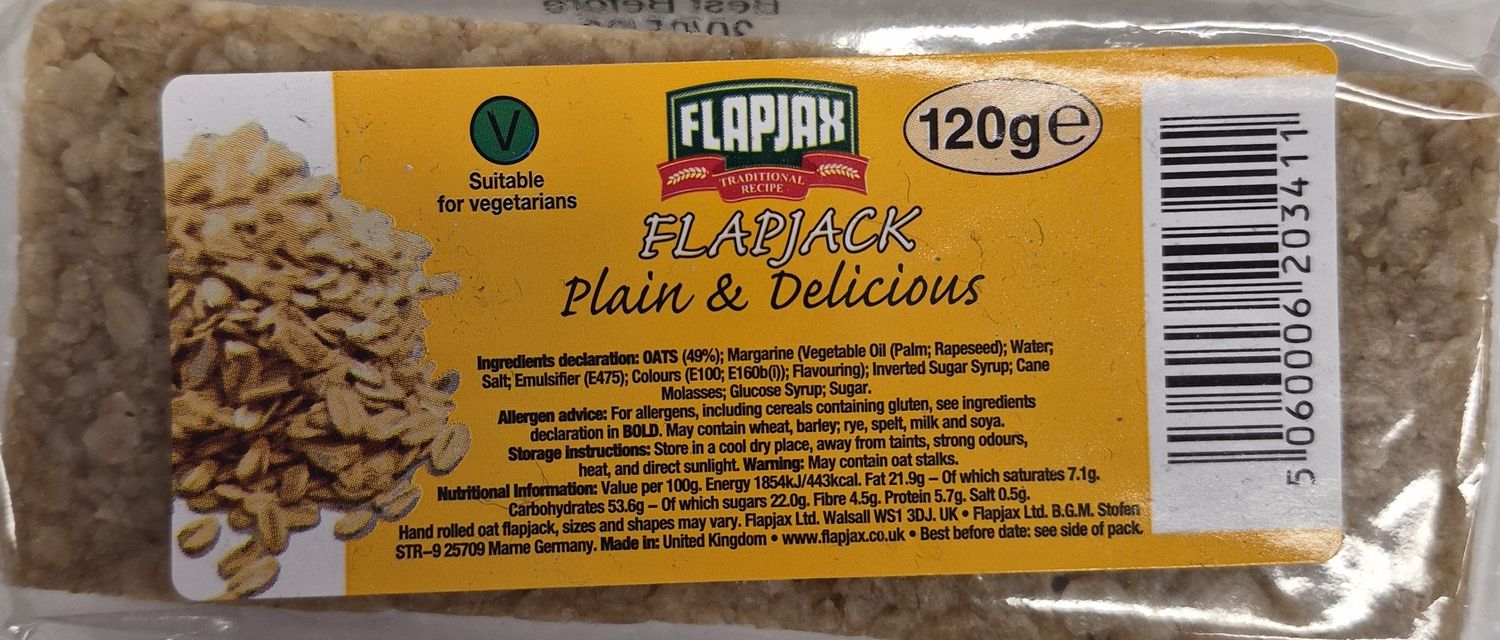 Best Before
V
Suitable
for vegetarians
FLAPJAX
TRADITIONAL
RECIPE
120g℮
FLAPJACK
Plain & Delicious
Ingredients declaration: OATS (49%); Margarine (Vegetable Oil (Palm; Rapeseed); Water;
Salt; Emulsifier (E475); Colours (E100; E160b(i)); Flavouring); Inverted Sugar Syrup; Cane
Molasses; Glucose Syrup; Sugar.
Allergen advice: For allergens, including cereals containing gluten, see ingredients
declaration in BOLD. May contain wheat, barley; rye, spelt, milk and soya.
Storage instructions: Store in a cool dry place, away from taints, strong odours,
heat, and direct sunlight. Warning: May contain oat stalks.
Nutritional Information: Value per 100g. Energy 1854kJ/443kcal. Fat 21.9g – Of which saturates 7.1g.
Carbohydrates 53.6g – Of which sugars 22.0g. Fibre 4.5g. Protein 5.7g. Salt 0.5g.
Hand rolled oat flapjack, sizes and shapes may vary. Flapjax Ltd. Walsall WS1 3DJ. UK • Flapjax Ltd. B.G.M. Stofen
STR–9 25709 Marne Germany. Made in: United Kingdom • www.flapjax.co.uk • Best before date: see side of pack.
5 060006 203411